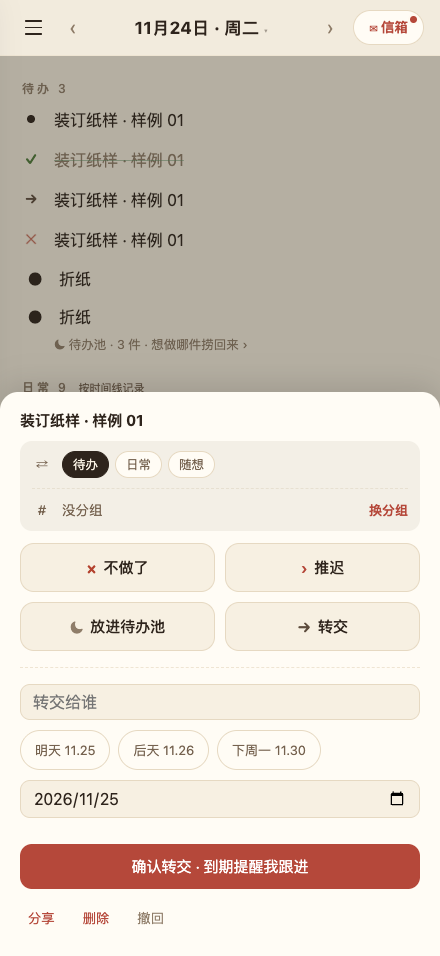 ‹ 11月24日 · 周二 › 信箱
待办 3
装订纸样 · 样例 01
装订纸样 · 样例 01
装订纸样 · 样例 01
装订纸样 · 样例 01
折纸
折纸
待办池 · 3 件 · 想做哪件捞回来 ›
日常 9 按时间线记录
装订纸样 · 样例 01
待办 日常 随想
# 没分组 换分组
× 不做了 › 推迟
放进待办池 → 转交
转交给谁
明天 11.25 后天 11.26 下周一 11.30
2026/11/25
确认转交 · 到期提醒我跟进
分享 删除 撤回